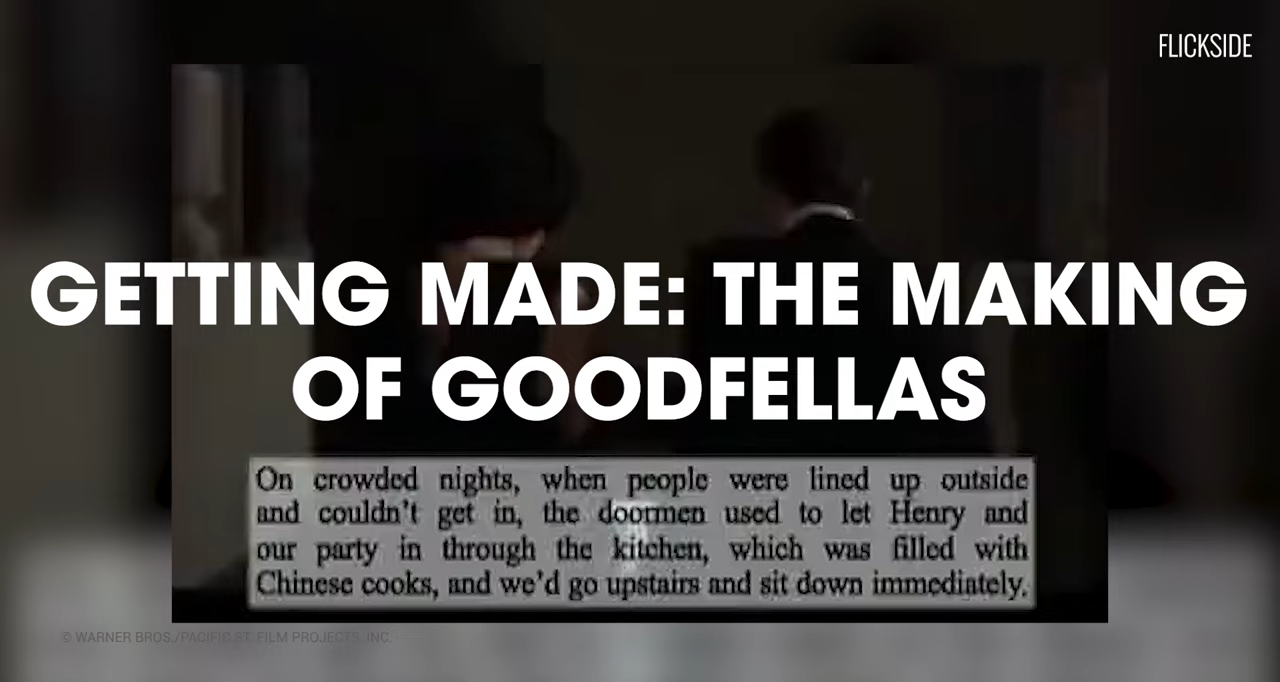 FLICKSIDE
GETTING MADE: THE MAKING
OF GOODFELLAS
On crowded nights, when people were lined up outside
and couldn't get in, the doormen used to let Henry and
our party in through the kitchen, which was filled with
Chinese cooks, and we'd go upstairs and sit down immediately.
© WARNER BROS./PACIFIC ST. FILM PROJECTS, INC.